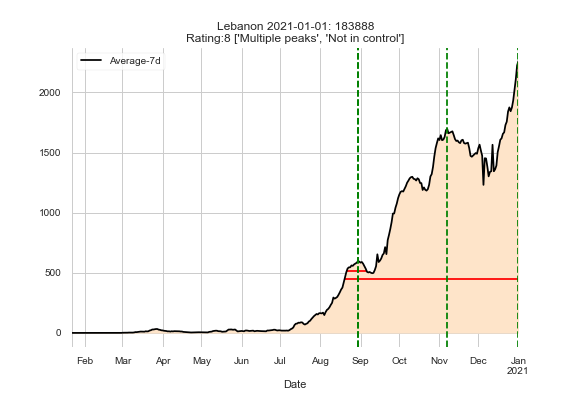 Lebanon 2021-01-01: 183888
Rating:8 ['Multiple peaks', 'Not in control']
Average-7d
2000
1500
1000
500
0
Feb Mar Apr May Jun Jul Aug Sep Oct Nov Dec Jan
2021
Date